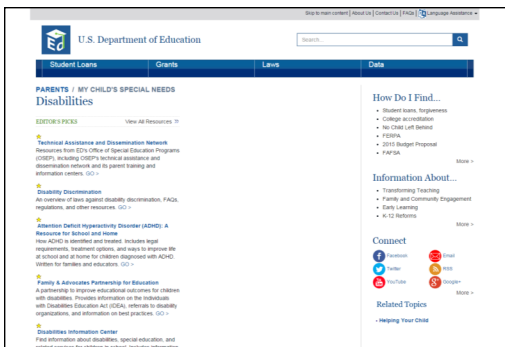 Skip to main content | About Us | Contact Us | FAQs | Language Assistance
U.S. Department of Education
Search...
Student Loans Grants Laws Data
PARENTS / MY CHILD'S SPECIAL NEEDS
Disabilities
EDITOR'S PICKS View All Resources
Technical Assistance and Dissemination Network
Resources from ED's Office of Special Education Programs
(OSEP), including OSEP's technical assistance and
dissemination network and its parent training and
information centers. GO >
Disability Discrimination
An overview of laws against disability discrimination, FAQs,
regulations, and other resources. GO >
Attention Deficit Hyperactivity Disorder (ADHD): A
Resource for School and Home
How ADHD is identified and treated. Includes legal
requirements, treatment options, and ways to improve life
at school and at home for children diagnosed with ADHD.
Written for families and educators. GO >
Family & Advocates Partnership for Education
A partnership to improve educational outcomes for children
with disabilities. Provides information on the Individuals
with Disabilities Education Act (IDEA), referrals to disability
organizations, and information on best practices. GO >
Disabilities Information Center
Find information about disabilities, special education, and
How Do I Find...
• Student loans, forgiveness
• College accreditation
• No Child Left Behind
• FERPA
• 2015 Budget Proposal
• FAFSA
More >
Information About...
• Transforming Teaching
• Family and Community Engagement
• Early Learning
• K-12 Reforms
More >
Connect
Facebook Email
Twitter RSS
YouTube Google+
More >
Related Topics
• Helping Your Child